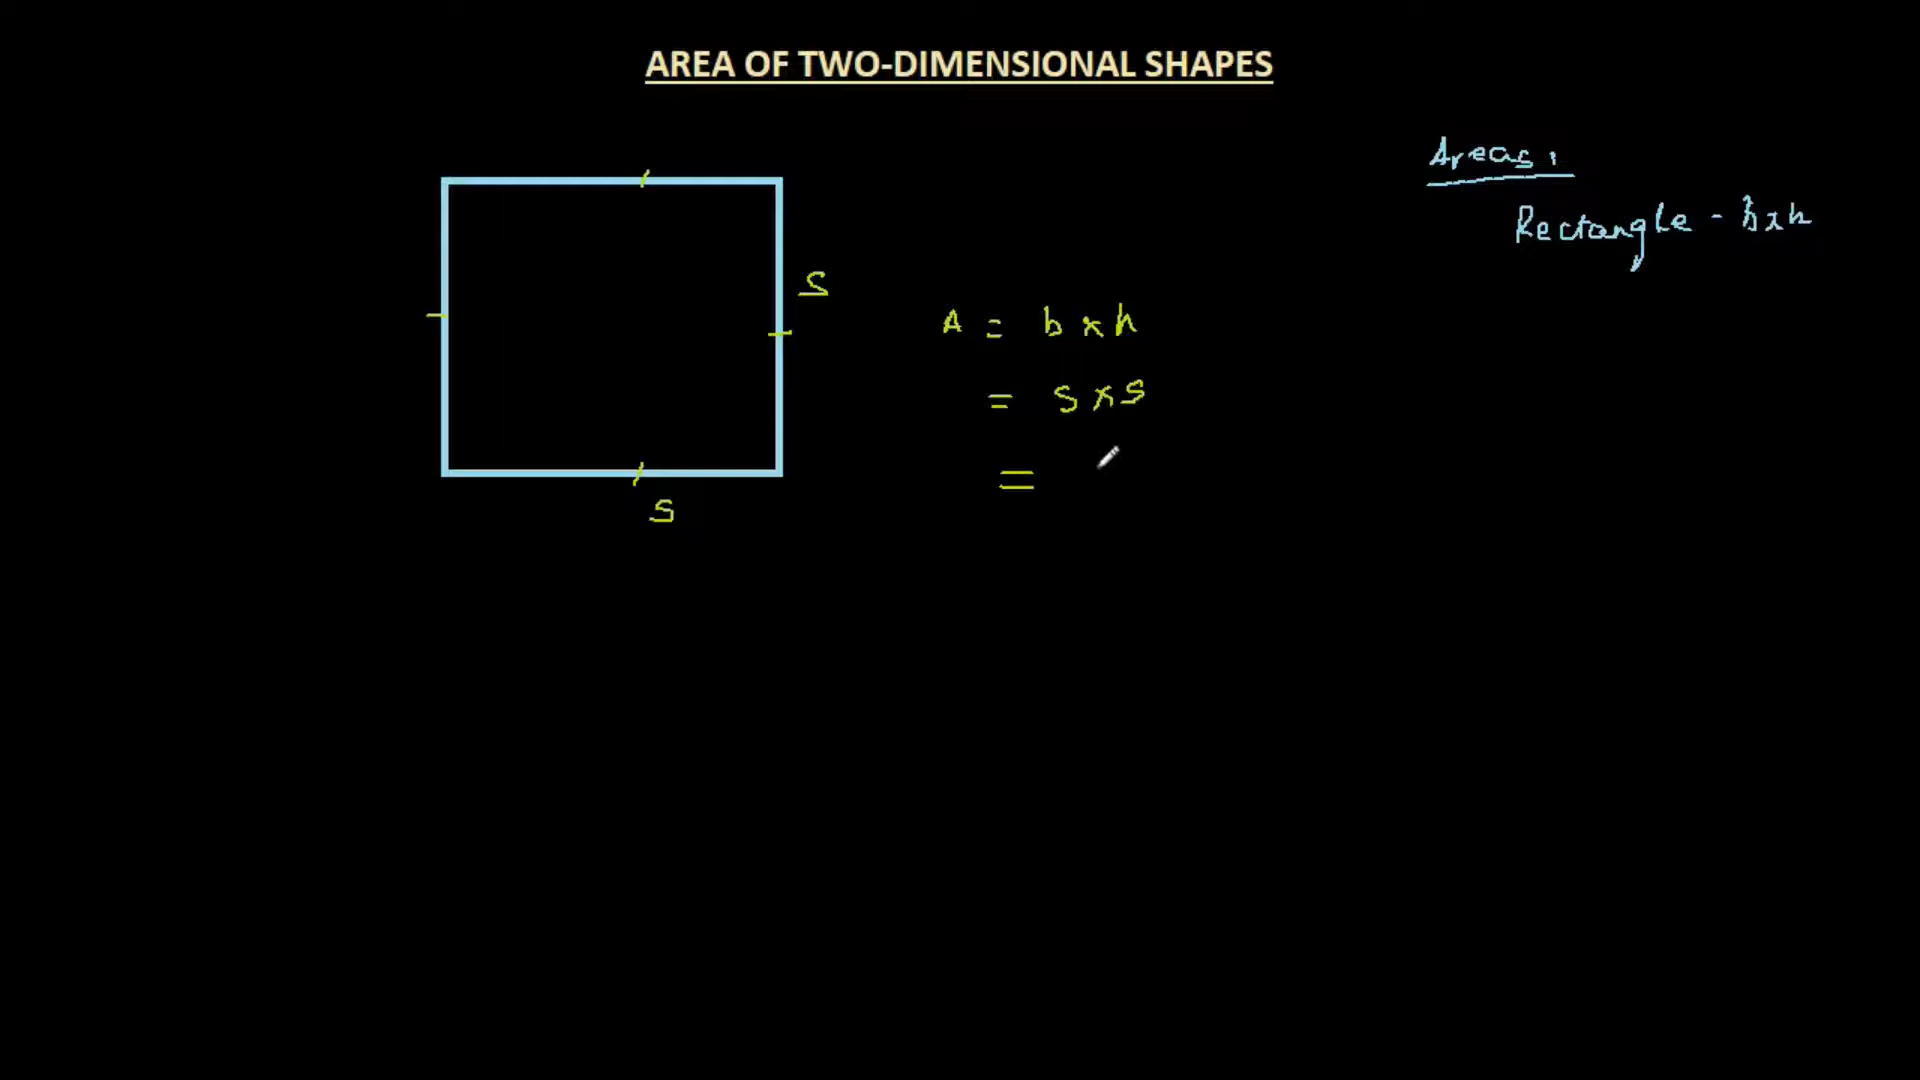 AREA OF TWO-DIMENSIONAL SHAPES
Areas:
Rectangle - b x h
S
A = b x h
= s x s
=
S